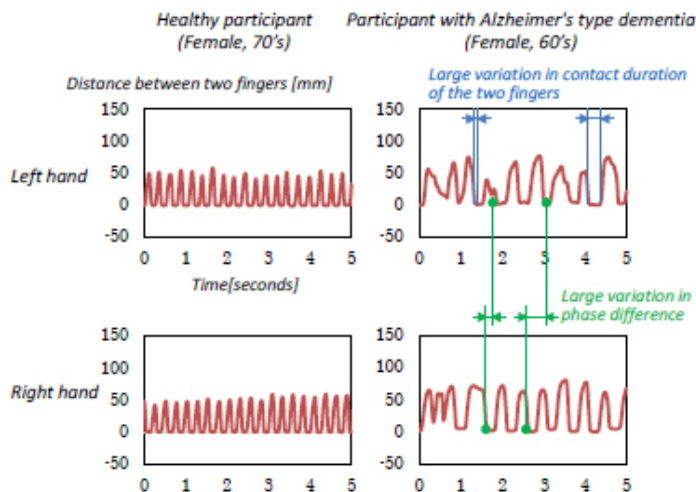 Healthy participant
(Female, 70's)
Participant with Alzheimer's type dementia
(Female, 60's)
Distance between two fingers [mm]
Large variation in contact duration
of the two fingers
Left hand
150
100
50
0
-50
0 1 2 3 4 5
150
100
50
0
-50
0 1 2 3 4 5
Time[seconds]
Large variation in
phase difference
Right hand
150
100
50
0
-50
0 1 2 3 4 5
150
100
50
0
-50
0 1 2 3 4 5